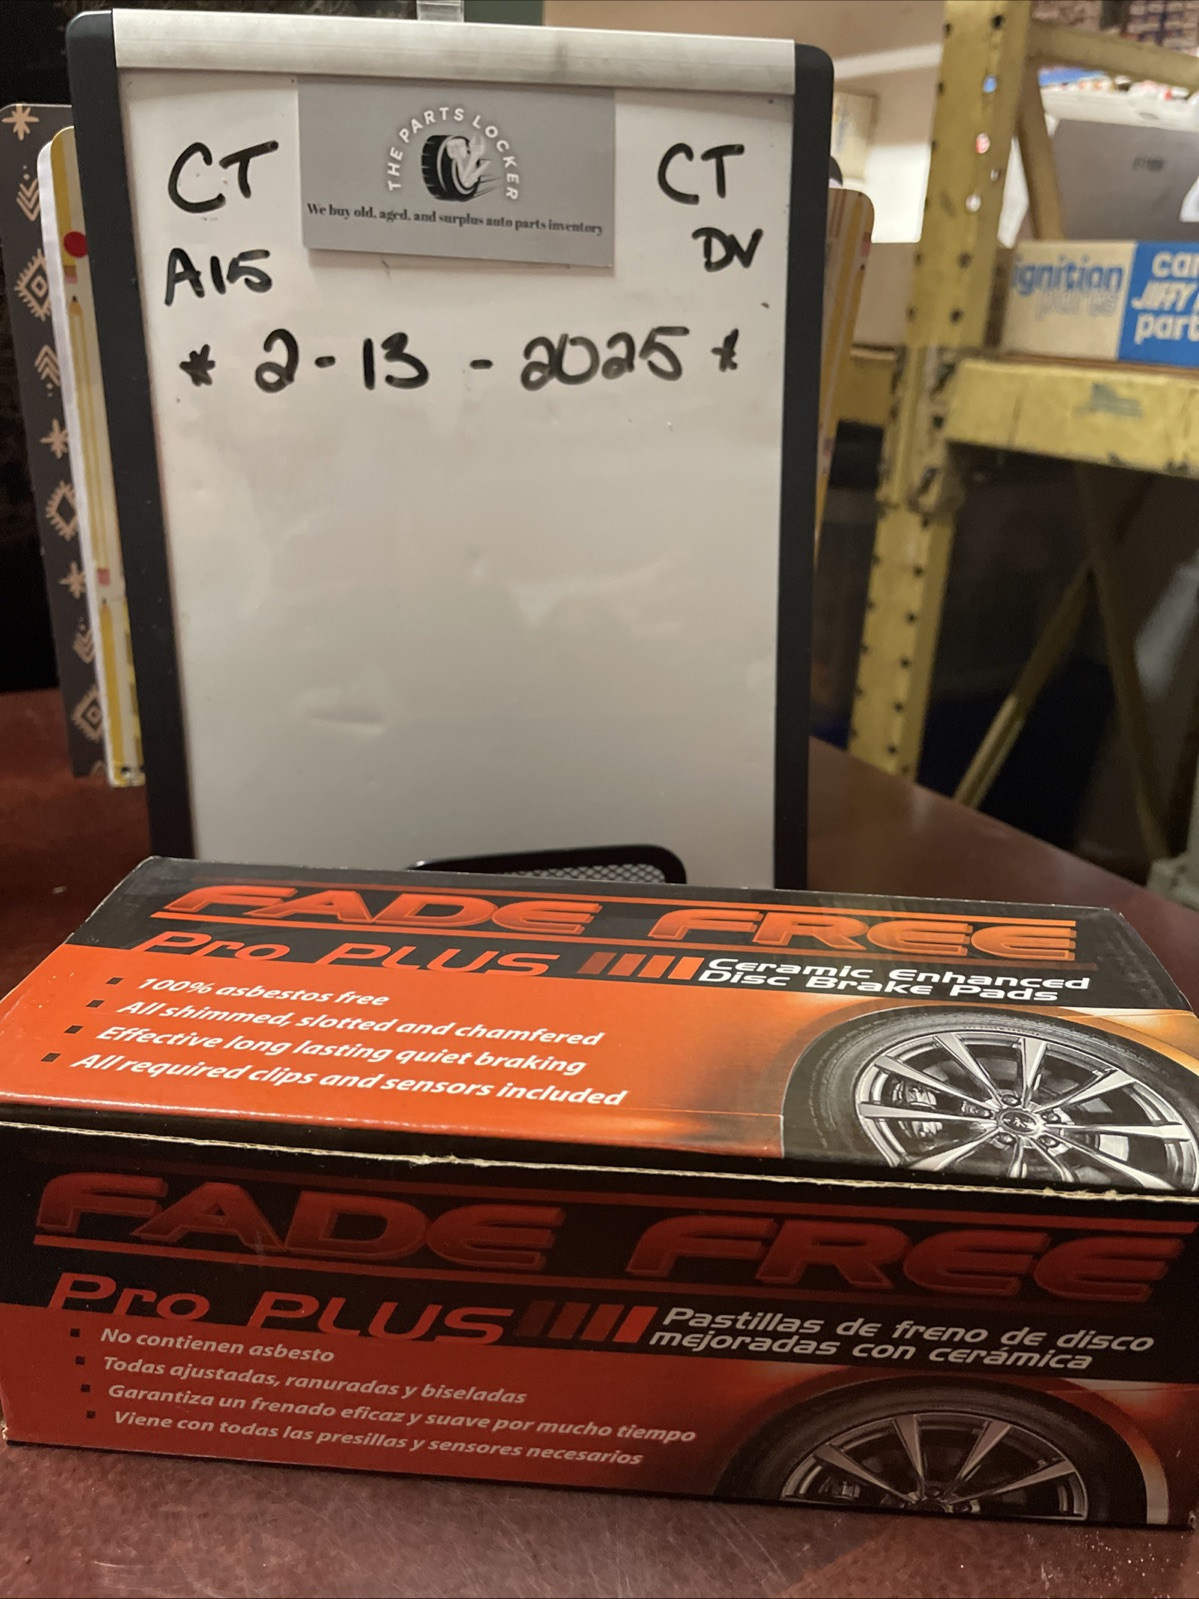 THE PARTS LOCKER
We buy old, aged, and surplus auto parts inventory
CT
CT
A15
DV
* 2-13-2025 *
ignition
parts
car
JIFFY
part
FADE FREE
Pro PLUS
Ceramic Enhanced
Disc Brake Pads
100% asbestos free
All shimmed, slotted and chamfered
Effective long lasting quiet braking
All required clips and sensors included
FADE FREE
Pro PLUS
Pastillas de freno de disco
mejoradas con cerámica
No contienen asbesto
Todas ajustadas, ranuradas y biseladas
Garantiza un frenado eficaz y suave por mucho tiempo
Viene con todas las presillas y sensores necesarios